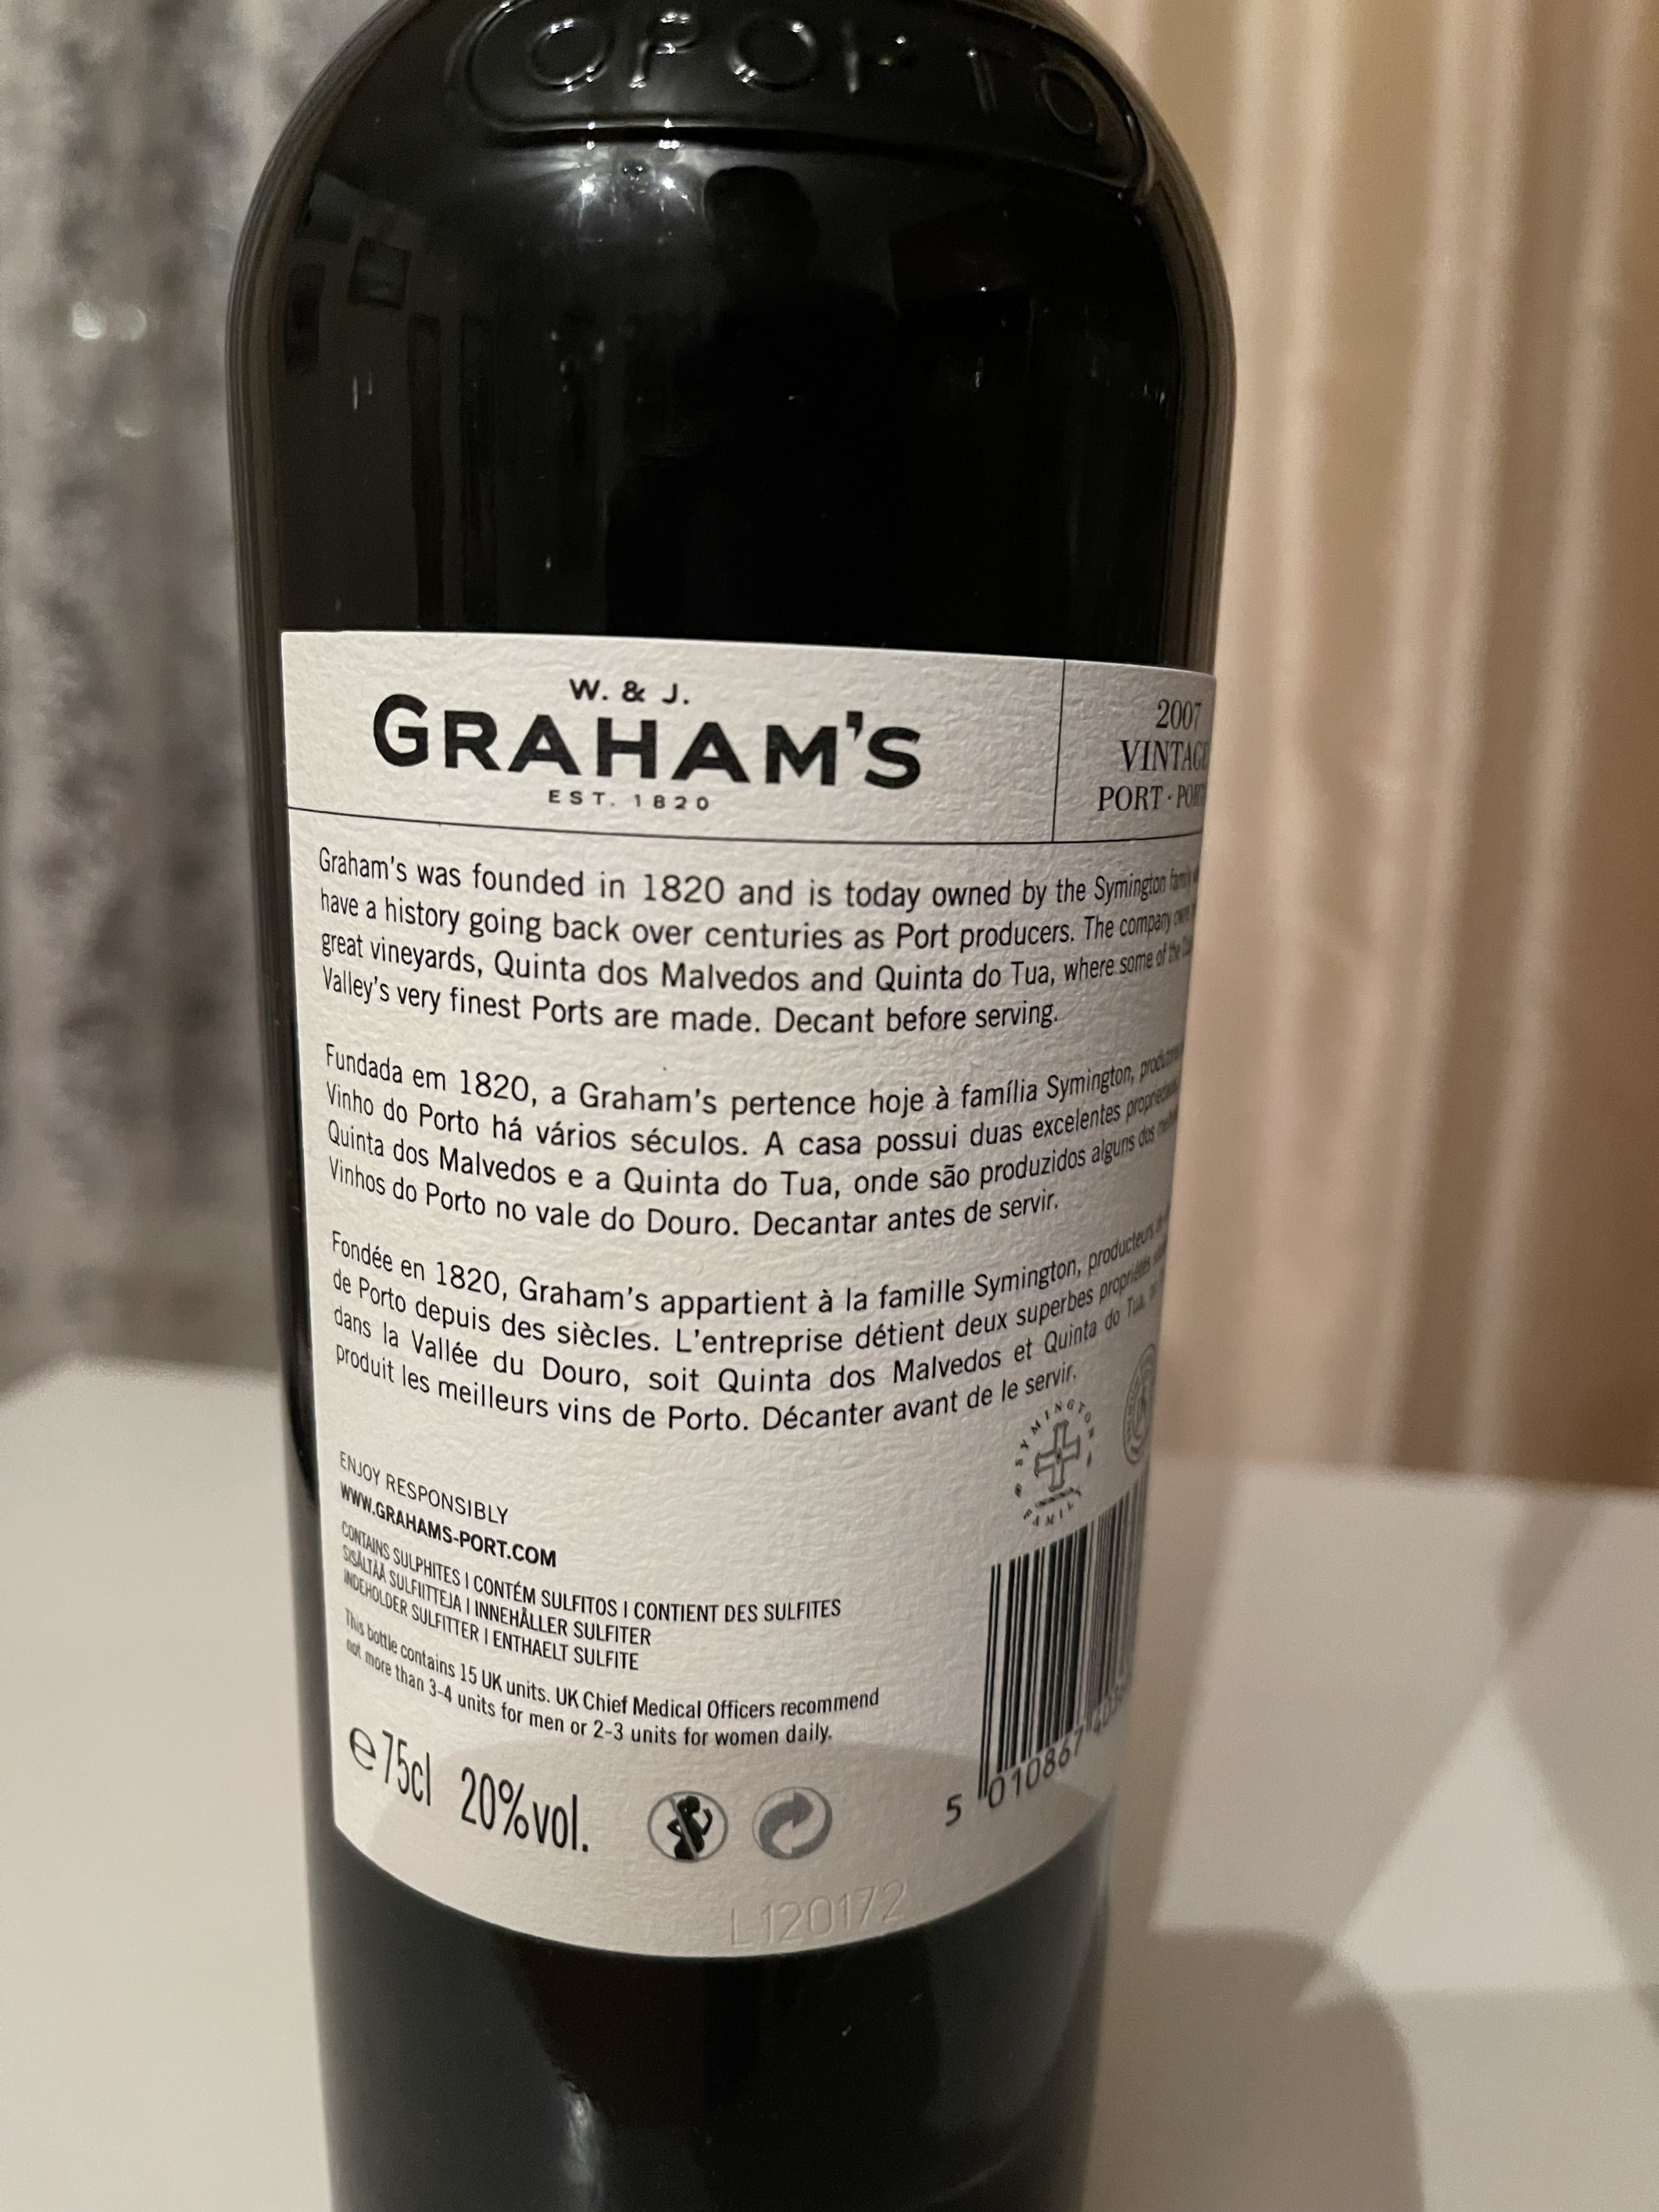 OPORTO
W. & J.
GRAHAM'S
EST. 1820
2007
VINTAGE
PORT ·
Graham's was founded in 1820 and is today owned by the Symington family
have a history going back over centuries as Port producers. The company
great vineyards, Quinta dos Malvedos and Quinta do Tua, where some of the
Valley's very finest Ports are made. Decant before serving.
Fundada em 1820, a Graham's pertence hoje à família Symington,
Vinho do Porto há vários séculos. A casa possui duas excelentes
Quinta dos Malvedos e a Quinta do Tua, onde são produzidos alguns dos
Vinhos do Porto no vale do Douro. Decantar antes de servir.
Fondée en 1820, Graham's appartient à la famille Symington, producteurs
de Porto depuis des siècles. L'entreprise détient deux superbes propriétés
dans la Vallée du Douro, soit Quinta dos Malvedos et Quinta do Tua,
produit les meilleurs vins de Porto. Décanter avant de le servir.
SYMINGTON
FAMILY
ENJOY RESPONSIBLY
WWW.GRAHAMS-PORT.COM
CONTAINS SULPHITES | CONTÉM SULFITOS | CONTIENT DES SULFITES
SISÄLTÄÄ SULFIITTEJA | INNEHÅLLER SULFITER
INDEHOLDER SULFITTER | ENTHAELT SULFITE
This bottle contains 15 UK units. UK Chief Medical Officers recommend
not more than 3-4 units for men or 2-3 units for women daily.
e 75cl 20%vol.
5 010867
L120172